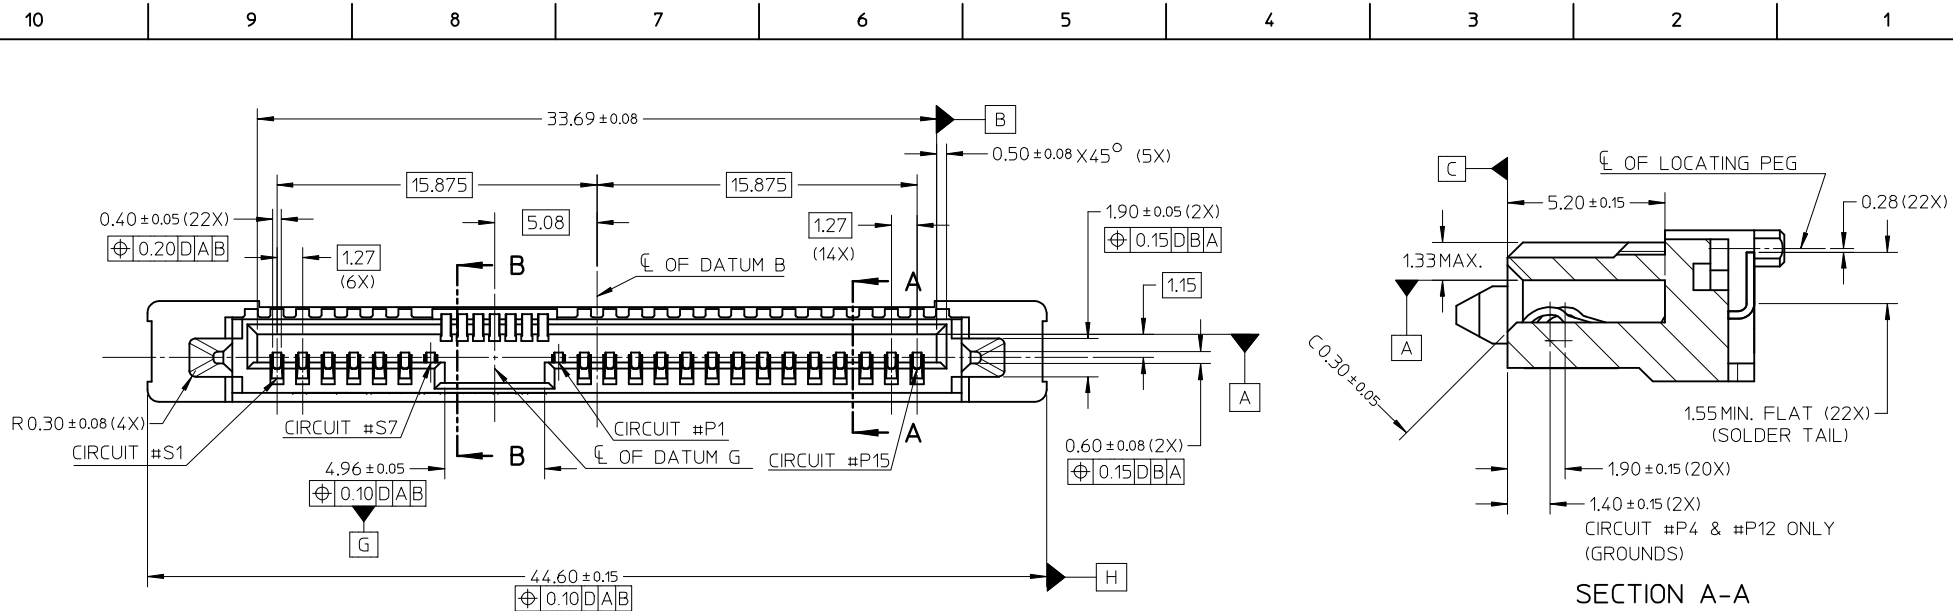 10 9 8 7 6 5 4 3 2 1
33.69 ±0.08
B
0.50 ±0.08 X45° (5X)
15.875
15.875
0.40 ±0.05 (22X)
⌖ 0.20 D A B
5.08
1.27
(14X)
1.90 ±0.05 (2X)
⌖ 0.15 D B A
1.27
(6X)
B
℄ OF DATUM B
A
1.15
A
R 0.30 ±0.08 (4X)
CIRCUIT #S7
CIRCUIT #P1
A
CIRCUIT #S1
B
℄ OF DATUM G
CIRCUIT #P15
0.60 ±0.08 (2X)
⌖ 0.15 D B A
4.96 ±0.05
⌖ 0.10 D A B
G
44.60 ±0.15
⌖ 0.10 D A B
H
C
℄ OF LOCATING PEG
5.20 ±0.15
0.28 (22X)
1.33 MAX.
A
C 0.30 ±0.05
1.55 MIN. FLAT (22X)
(SOLDER TAIL)
1.90 ±0.15 (20X)
1.40 ±0.15 (2X)
CIRCUIT #P4 & #P12 ONLY
(GROUNDS)
SECTION A-A